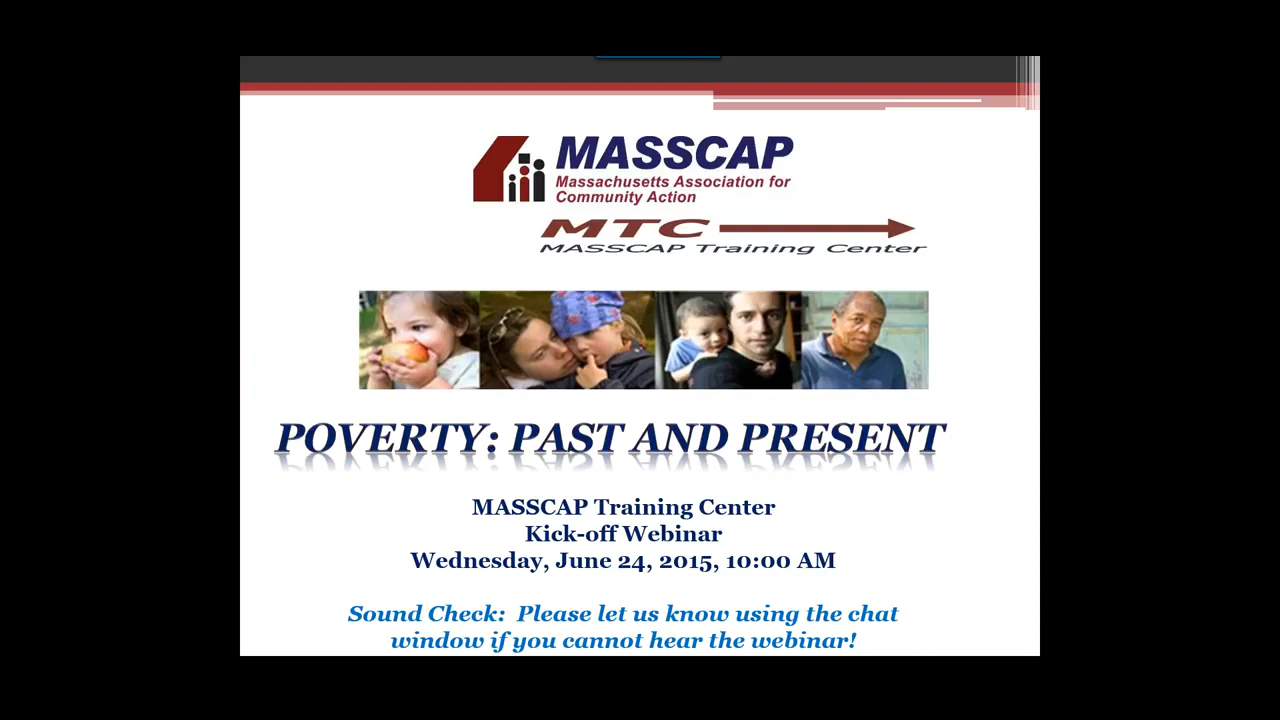 MASSCAP
Massachusetts Association for
Community Action
MTC
MASSCAP Training Center
POVERTY: PAST AND PRESENT
MASSCAP Training Center
Kick-off Webinar
Wednesday, June 24, 2015, 10:00 AM
Sound Check:  Please let us know using the chat
window if you cannot hear the webinar!